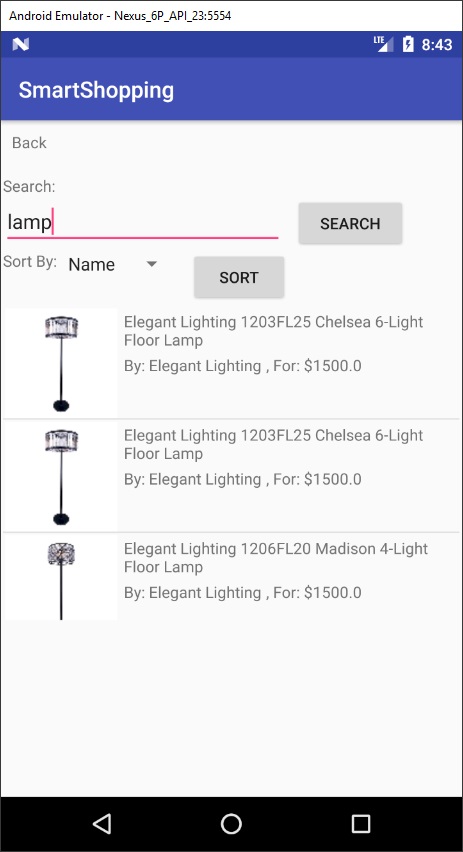 Android Emulator - Nexus_6P_API_23:5554
LTE 8:43
SmartShopping
Back
Search:
lamp SEARCH
Sort By: Name SORT
Elegant Lighting 1203FL25 Chelsea 6-Light
Floor Lamp
By: Elegant Lighting , For: $1500.0
Elegant Lighting 1203FL25 Chelsea 6-Light
Floor Lamp
By: Elegant Lighting , For: $1500.0
Elegant Lighting 1206FL20 Madison 4-Light
Floor Lamp
By: Elegant Lighting , For: $1500.0